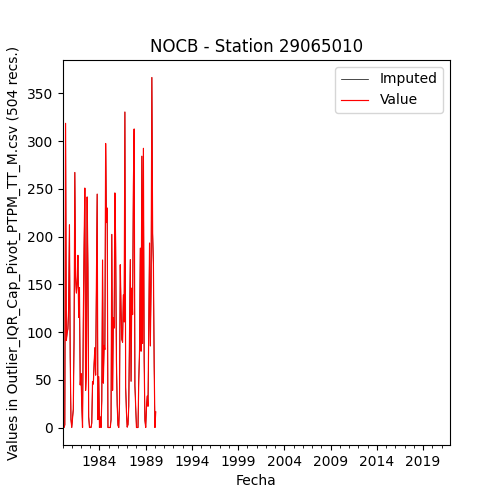 NOCB - Station 29065010
Values in Outlier_IQR_Cap_Pivot_PTPM_TT_M.csv (504 recs.)
350
300
250
200
150
100
50
0
Imputed
Value
1984 1989 1994 1999 2004 2009 2014 2019
Fecha